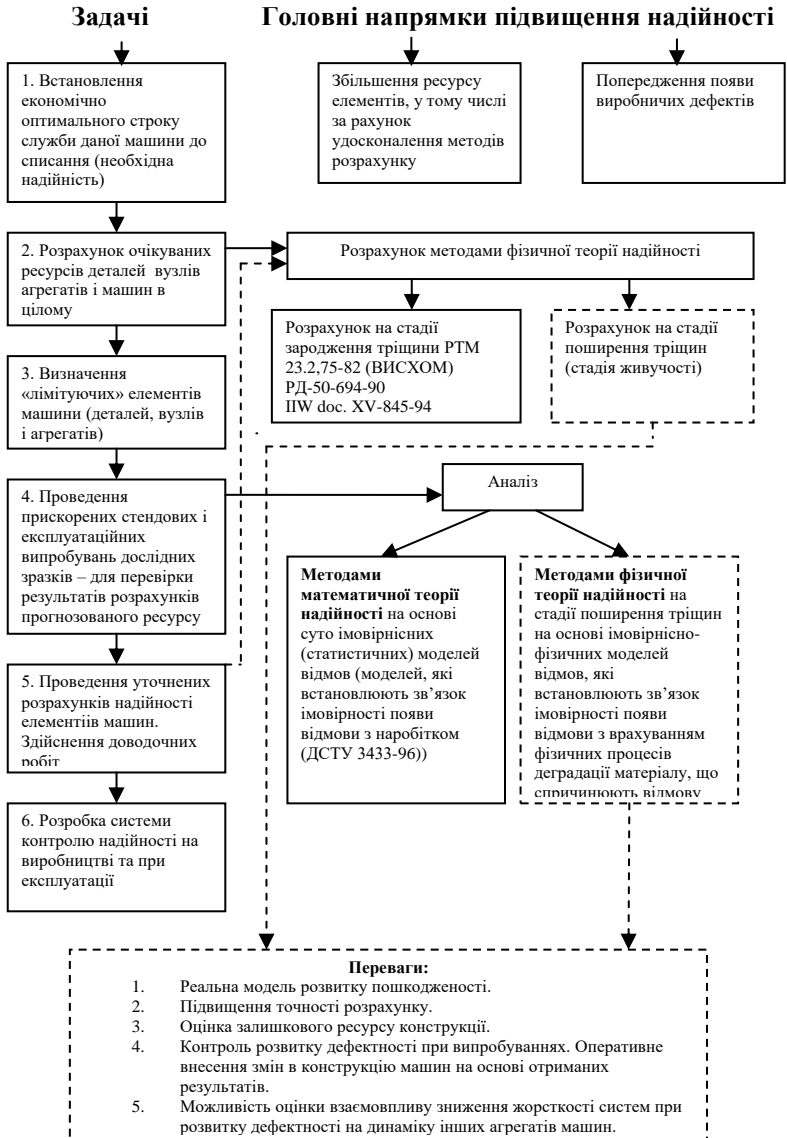 Задачі
Головні напрямки підвищення надійності
1. Встановлення
економічно
оптимального строку
служби даної машини до
списання (необхідна
надійність)
Збільшення ресурсу
елементів, у тому числі
за рахунок
удосконалення методів
розрахунку
Попередження появи
виробничих дефектів
2. Розрахунок очікуваних
ресурсів деталей вузлів
агрегатів і машин в
цілому
Розрахунок методами фізичної теорії надійності
Розрахунок на стадії
зародження тріщини РТМ
23.2,75-82 (ВИСХОМ)
РД-50-694-90
IIW doc. XV-845-94
Розрахунок на стадії
поширення тріщин
(стадія живучості)
3. Визначення
«лімітуючих» елементів
машини (деталей, вузлів
і агрегатів)
4. Проведення
прискорених стендових і
експлуатаційних
випробувань дослідних
зразків – для перевірки
результатів розрахунків
прогнозованого ресурсу
Аналіз
Методами
математичної теорії
надійності на основі
суто імовірнісних
(статистичних) моделей
відмов (моделей, які
встановлюють зв’язок
імовірності появи
відмови з наробітком
(ДСТУ 3433-96))
Методами фізичної
теорії надійності на
стадії поширення тріщин
на основі імовірнісно-
фізичних моделей
відмов, які
встановлюють зв’язок
імовірності появи
відмови з врахуванням
фізичних процесів
деградації матеріалу, що
спричинюють відмову
5. Проведення уточнених
розрахунків надійності
елементіів машин.
Здійснення доводочних
робіт
6. Розробка системи
контролю надійності на
виробництві та при
експлуатації
Переваги:
1. Реальна модель розвитку пошкодженості.
2. Підвищення точності розрахунку.
3. Оцінка залишкового ресурсу конструкції.
4. Контроль розвитку дефектності при випробуваннях. Оперативне
внесення змін в конструкцію машин на основі отриманих
результатів.
5. Можливість оцінки взаємовпливу зниження жорсткості систем при
розвитку дефектності на динаміку інших агрегатів машин.